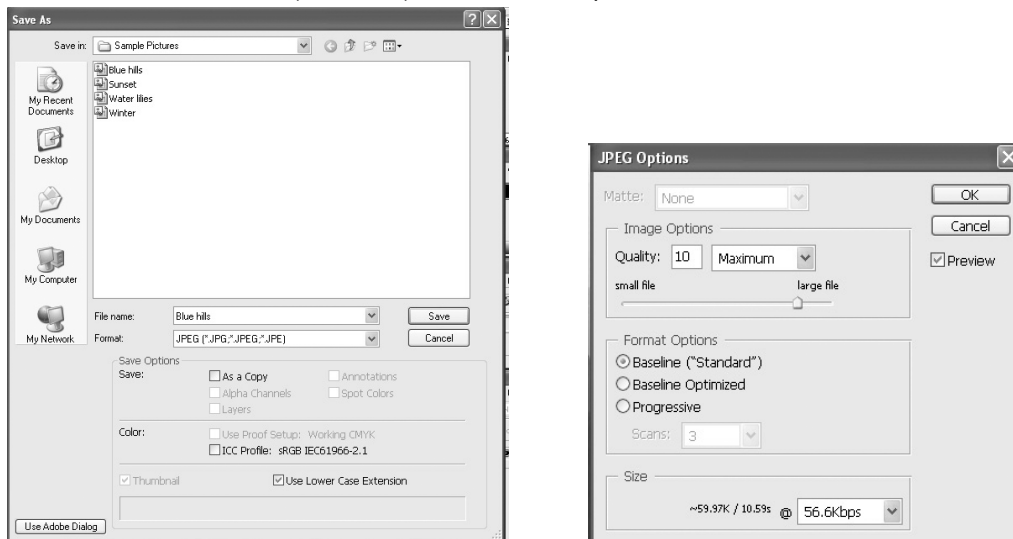 Save As
Save in: Sample Pictures
My Recent Documents
Desktop
My Documents
My Computer
My Network
Blue hills
Sunset
Water lilies
Winter
File name: Blue hills Save
Format: JPEG (*.JPG;*.JPEG;*.JPE) Cancel
Save Options
Save: As a Copy Annotations
Alpha Channels Spot Colors
Layers
Color: Use Proof Setup: Working CMYK
ICC Profile: sRGB IEC61966-2.1
Thumbnail Use Lower Case Extension
Use Adobe Dialog
JPEG Options
Matte: None OK
Image Options Cancel
Quality: 10 Maximum Preview
small file large file
Format Options
Baseline ("Standard")
Baseline Optimized
Progressive
Scans: 3
Size
~59.97K / 10.59s @ 56.6Kbps